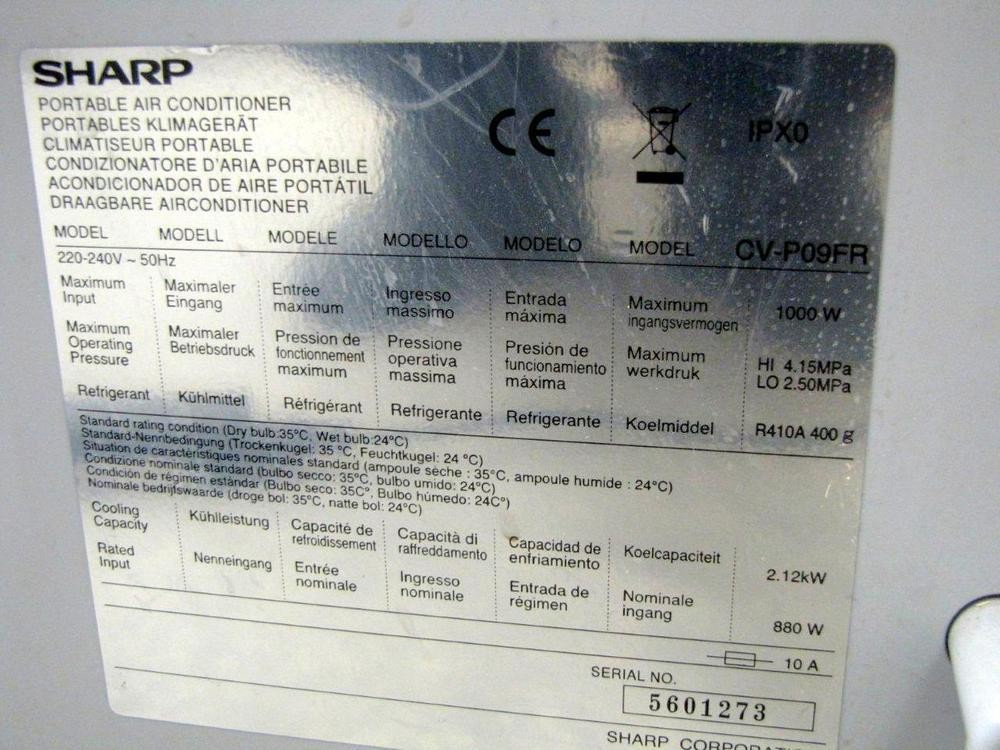 SHARP
PORTABLE AIR CONDITIONER
PORTABLES KLIMAGERÄT
CLIMATISEUR PORTABLE
CONDIZIONATORE D'ARIA PORTABILE
ACONDICIONADOR DE AIRE PORTÁTIL
DRAAGBARE AIRCONDITIONER
CE
IPX0
MODEL MODELL MODELE MODELLO MODELO MODEL CV-P09FR
220-240V ~ 50Hz
Maximum Input Maximaler Eingang Entrée maximum Ingresso massimo Entrada máxima Maximum ingangsvermogen 1000 W
Maximum Operating Pressure Maximaler Betriebsdruck Pression de fonctionnement maximum Pressione operativa massima Presión de funcionamiento máxima Maximum werkdruk HI 4.15MPa LO 2.50MPa
Refrigerant Kühlmittel Réfrigérant Refrigerante Refrigerante Koelmiddel R410A 400 g
Standard rating condition (Dry bulb:35°C, Wet bulb:24°C)
Standard-Nennbedingung (Trockenkugel: 35 °C, Feuchtkugel: 24 °C)
Situation de caractéristiques nominales standard (ampoule sèche : 35°C, ampoule humide : 24°C)
Condizione nominale standard (bulbo secco: 35°C, bulbo umido: 24°C)
Condición de régimen estándar (Bulbo seco: 35C°, Bulbo húmedo: 24C°)
Nominale bedrijfswaarde (droge bol: 35°C, natte bol: 24°C)
Cooling Capacity Kühlleistung Capacité de refroidissement Capacità di raffreddamento Capacidad de enfriamiento Koelcapaciteit 2.12kW
Rated Input Nenneingang Entrée nominale Ingresso nominale Entrada de régimen Nominale ingang 880 W
10 A
SERIAL NO.
5601273
SHARP CORPORATION